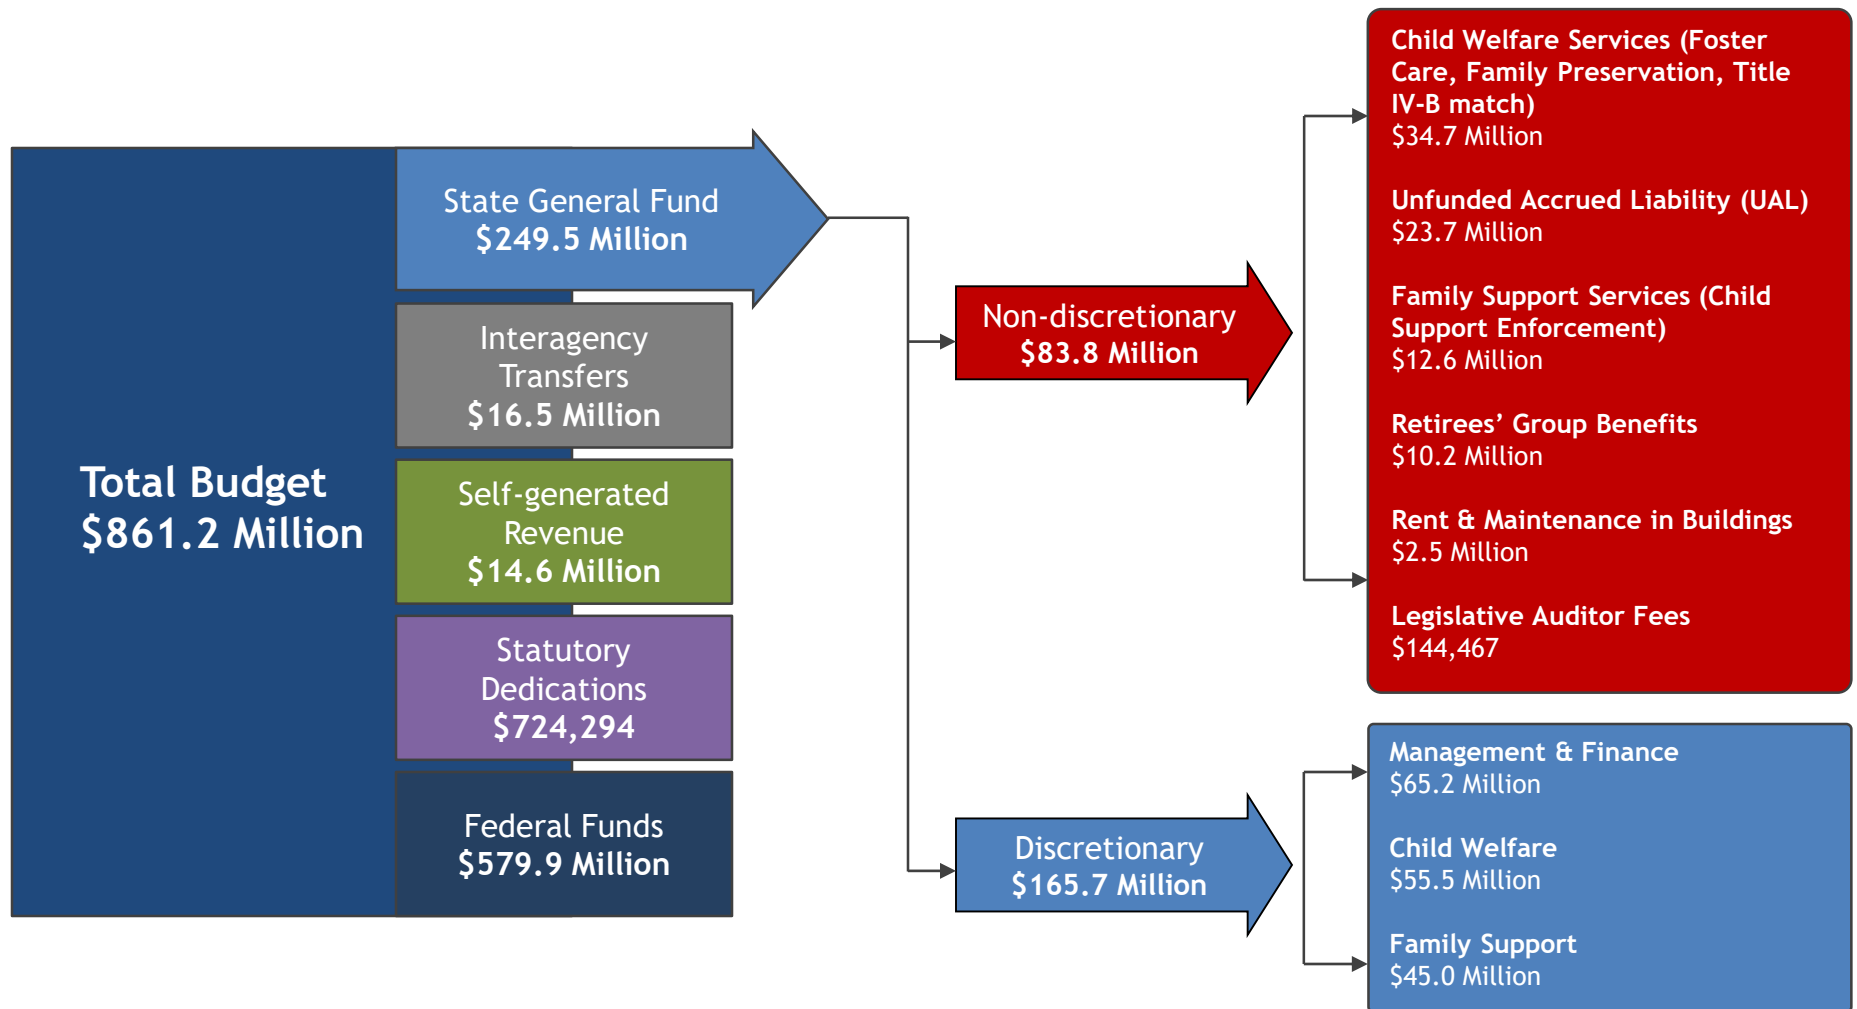 Total Budget
$861.2 Million
State General Fund
$249.5 Million
Interagency
Transfers
$16.5 Million
Self-generated
Revenue
$14.6 Million
Statutory
Dedications
$724,294
Federal Funds
$579.9 Million
Non-discretionary
$83.8 Million
Discretionary
$165.7 Million
Child Welfare Services (Foster
Care, Family Preservation, Title
IV-B match)
$34.7 Million
Unfunded Accrued Liability (UAL)
$23.7 Million
Family Support Services (Child
Support Enforcement)
$12.6 Million
Retirees’ Group Benefits
$10.2 Million
Rent & Maintenance in Buildings
$2.5 Million
Legislative Auditor Fees
$144,467
Management & Finance
$65.2 Million
Child Welfare
$55.5 Million
Family Support
$45.0 Million